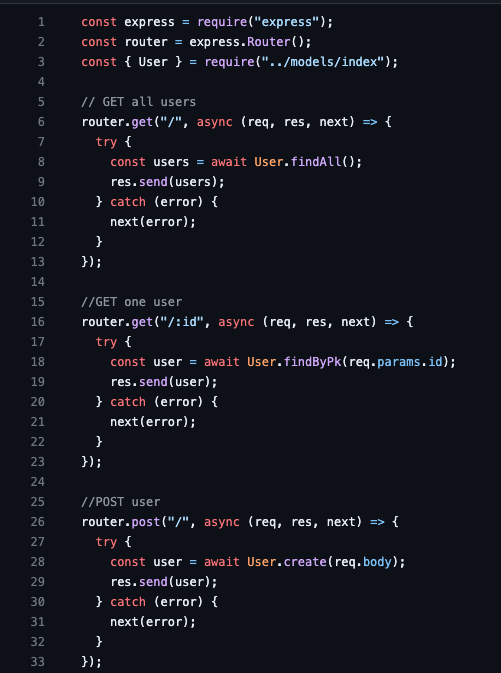 1 const express = require("express");
2 const router = express.Router();
3 const { User } = require("../models/index");
4
5 // GET all users
6 router.get("/", async (req, res, next) => {
7   try {
8     const users = await User.findAll();
9     res.send(users);
10   } catch (error) {
11     next(error);
12   }
13 });
14
15 //GET one user
16 router.get("/:id", async (req, res, next) => {
17   try {
18     const user = await User.findByPk(req.params.id);
19     res.send(user);
20   } catch (error) {
21     next(error);
22   }
23 });
24
25 //POST user
26 router.post("/", async (req, res, next) => {
27   try {
28     const user = await User.create(req.body);
29     res.send(user);
30   } catch (error) {
31     next(error);
32   }
33 });